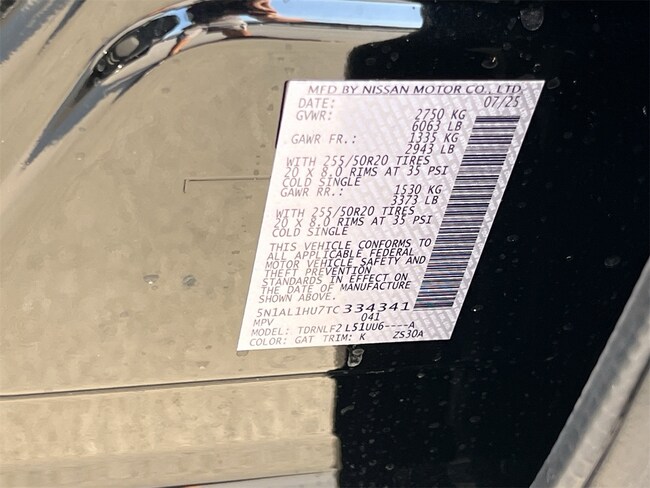 MFD BY NISSAN MOTOR CO., LTD.
DATE: 07/25
GVWR: 2750 KG
6063 LB
GAWR FR.: 1335 KG
2943 LB
WITH 255/50R20 TIRES
20 X 8.0 RIMS AT 35 PSI
COLD SINGLE
GAWR RR.: 1530 KG
3373 LB
WITH 255/50R20 TIRES
20 X 8.0 RIMS AT 35 PSI
COLD SINGLE
THIS VEHICLE CONFORMS TO
ALL APPLICABLE FEDERAL
MOTOR VEHICLE SAFETY AND
THEFT PREVENTION
STANDARDS IN EFFECT ON
THE DATE OF MANUFACTURE
SHOWN ABOVE.
5N1AL1HU7TC334341
MPV 041
MODEL: TDRNLF2 L51UU6----A
COLOR: GAT TRIM: K ZS30A